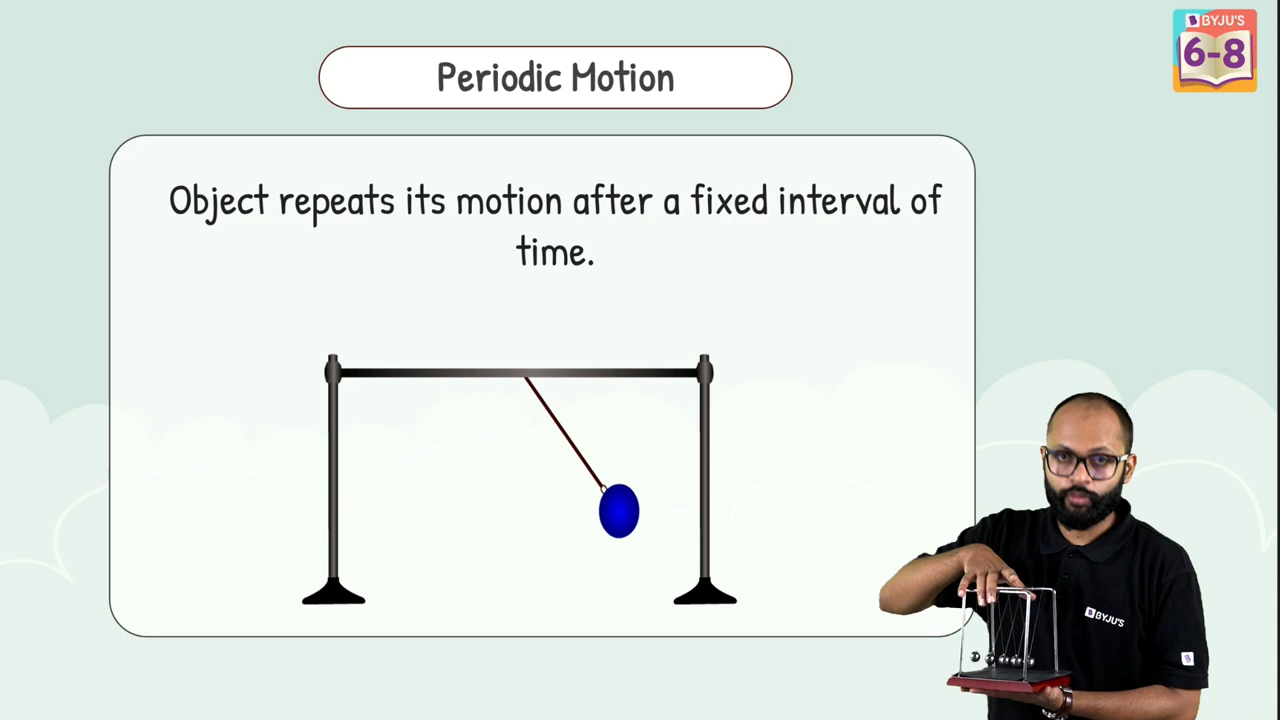 BYJU'S
6-8
Periodic Motion
Object repeats its motion after a fixed interval of
time.
BYJU'S